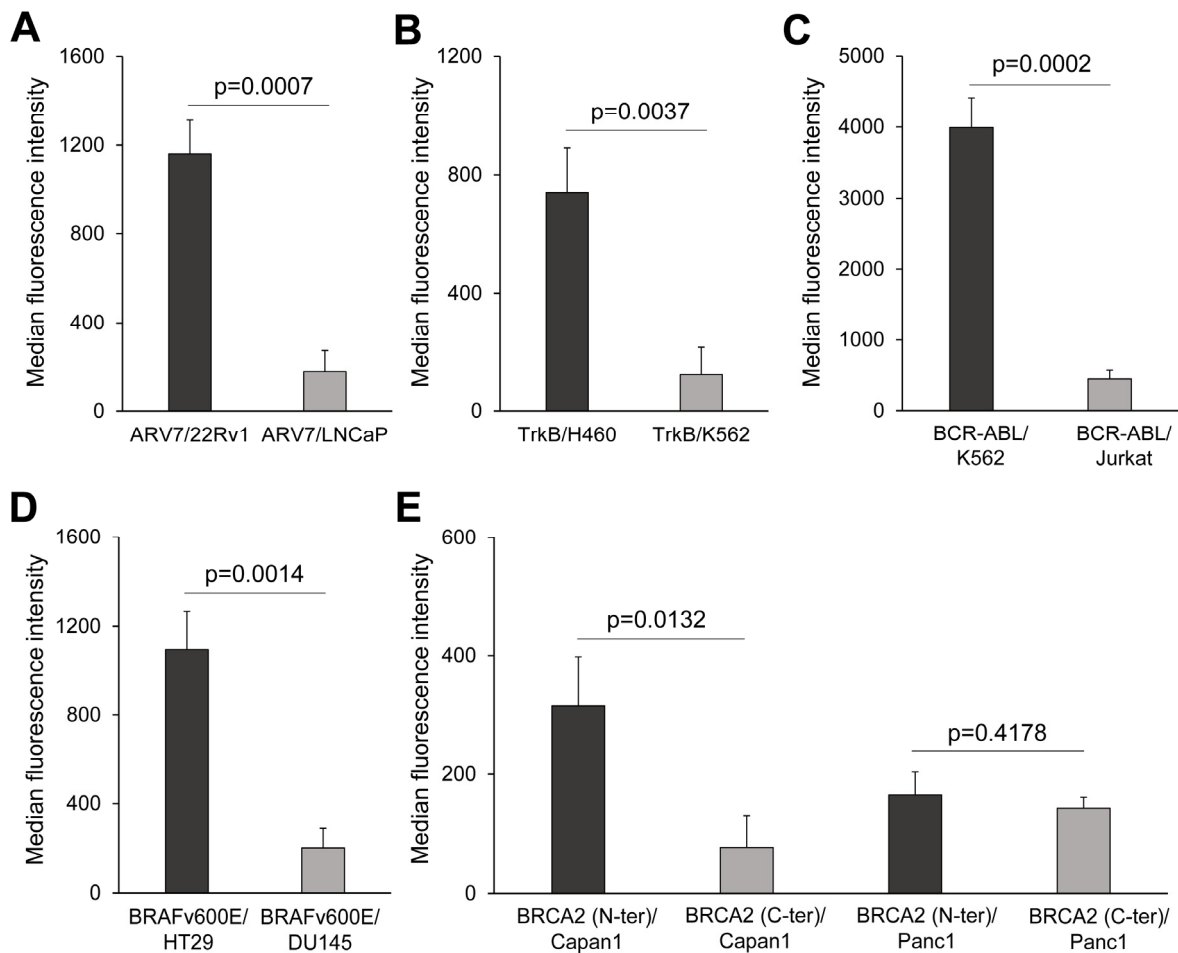 A
Median fluorescence intensity
1600
1200
800
400
0
p=0.0007
ARV7/22Rv1 ARV7/LNCaP
B
Median fluorescence intensity
1200
800
400
0
p=0.0037
TrkB/H460 TrkB/K562
C
Median fluorescence intensity
5000
4000
3000
2000
1000
0
p=0.0002
BCR-ABL/ BCR-ABL/
K562 Jurkat
D
Median fluorescence intensity
1600
1200
800
400
0
p=0.0014
BRAFv600E/ BRAFv600E/
HT29 DU145
E
Median fluorescence intensity
600
400
200
0
p=0.0132
p=0.4178
BRCA2 (N-ter)/ BRCA2 (C-ter)/ BRCA2 (N-ter)/ BRCA2 (C-ter)/
Capan1 Capan1 Panc1 Panc1